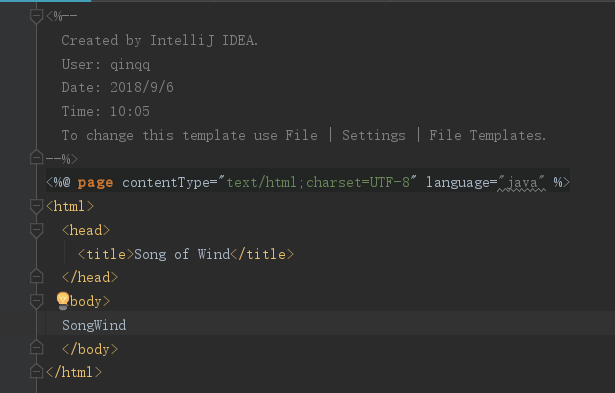 <%--
Created by IntelliJ IDEA.
User: qinqq
Date: 2018/9/6
Time: 10:05
To change this template use File | Settings | File Templates.
--%>
<%@ page contentType="text/html;charset=UTF-8" language="java" %>
<html>
<head>
<title>Song of Wind</title>
</head>
body>
SongWind
</body>
</html>